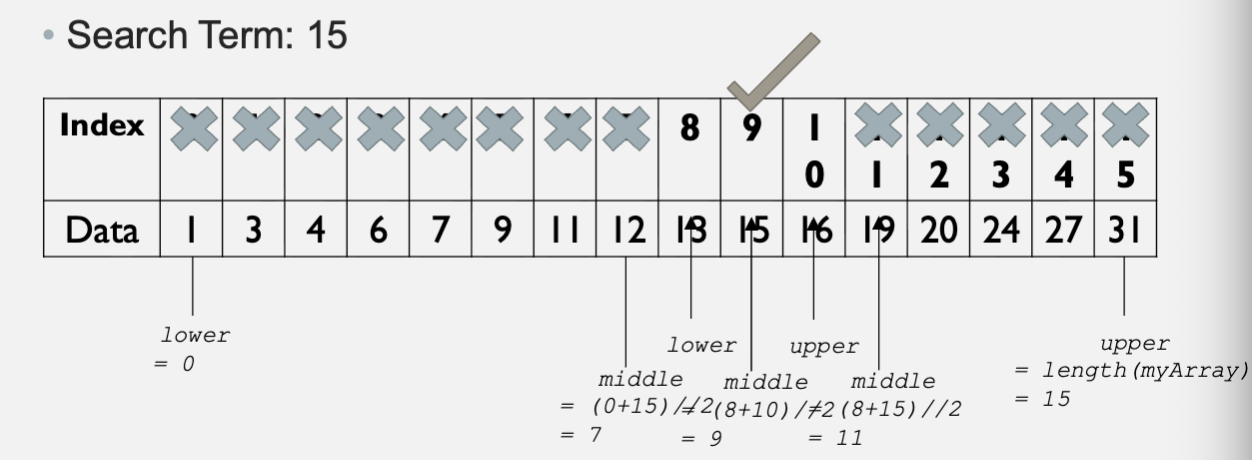 • Search Term: 15
Index 8 9 1
0 1 2 3 4 5
Data 1 3 4 6 7 9 11 12 13 15 16 19 20 24 27 31
lower
= 0
lower
upper
upper
= length(myArray)
= 15
middle
= (0+15)//2
= 7
middle
= (8+10)//2
= 9
middle
= (8+15)//2
= 11